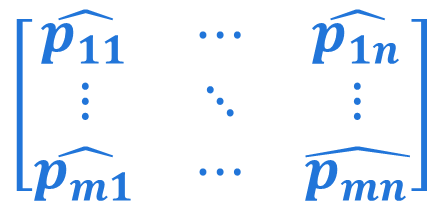 [p̂₁₁ ⋯ p̂₁ₙ
⋮ ⋱ ⋮
p̂ₘ₁ ⋯ p̂ₘₙ]